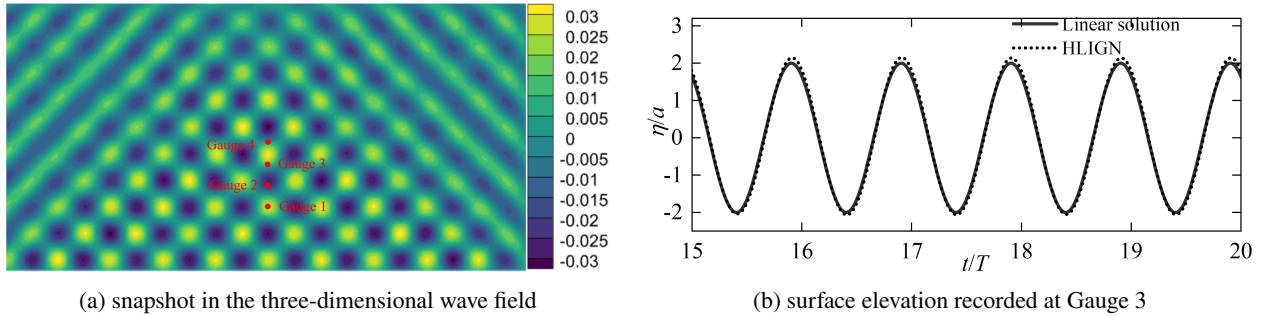 0.03
0.025
0.02
0.015
0.01
0.005
0
-0.005
-0.01
-0.015
-0.02
-0.025
-0.03
Gauge 4
Gauge 3
Gauge 2
Gauge 1
(a) snapshot in the three-dimensional wave field
Linear solution
HLIGN
3
2
1
0
-1
-2
η/a
15 16 17 18 19 20
t/T
(b) surface elevation recorded at Gauge 3